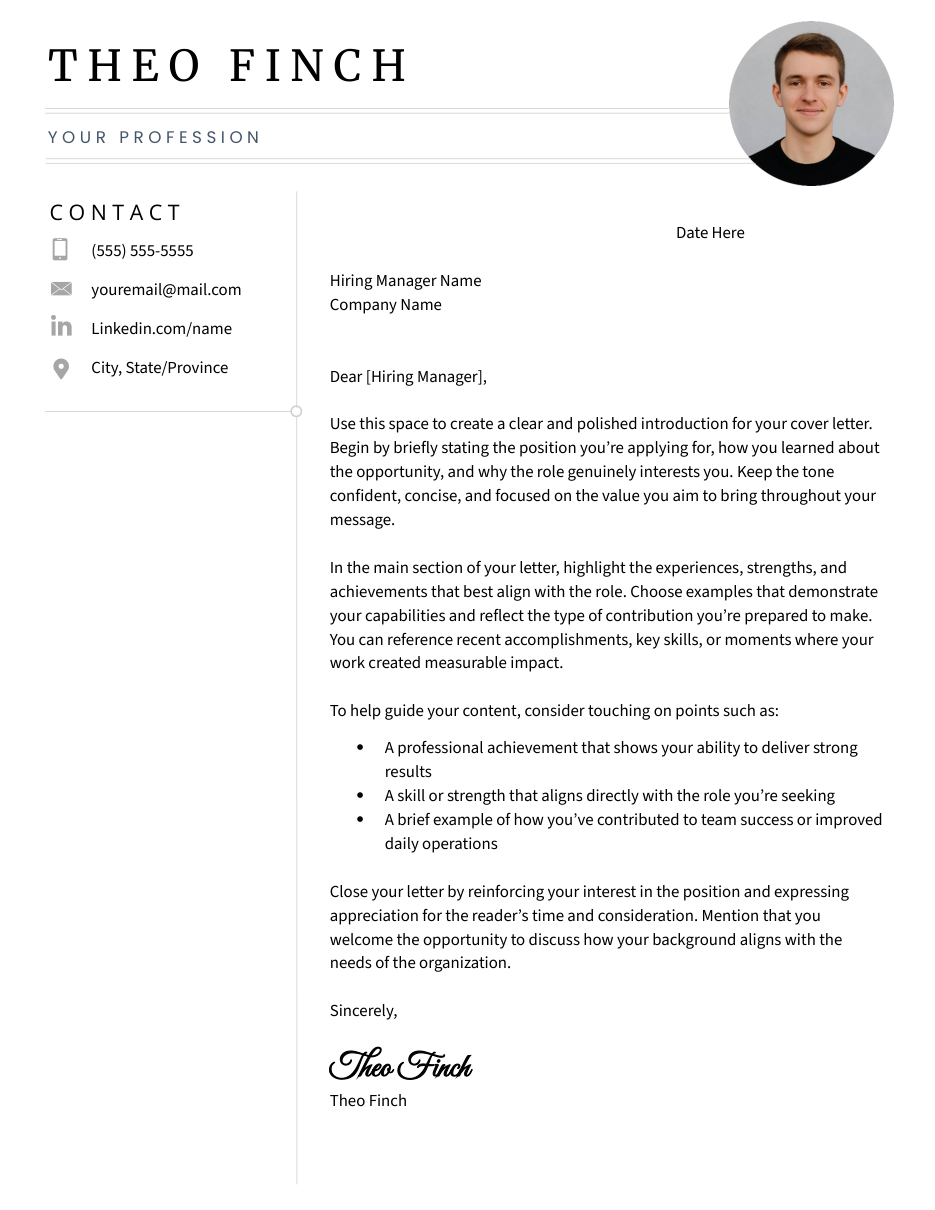 THEO FINCH
YOUR PROFESSION
CONTACT
(555) 555-5555
youremail@mail.com
in Linkedin.com/name
City, State/Province
Date Here
Hiring Manager Name
Company Name
Dear [Hiring Manager],
Use this space to create a clear and polished introduction for your cover letter.
Begin by briefly stating the position you’re applying for, how you learned about
the opportunity, and why the role genuinely interests you. Keep the tone
confident, concise, and focused on the value you aim to bring throughout your
message.
In the main section of your letter, highlight the experiences, strengths, and
achievements that best align with the role. Choose examples that demonstrate
your capabilities and reflect the type of contribution you’re prepared to make.
You can reference recent accomplishments, key skills, or moments where your
work created measurable impact.
To help guide your content, consider touching on points such as:
• A professional achievement that shows your ability to deliver strong
results
• A skill or strength that aligns directly with the role you’re seeking
• A brief example of how you’ve contributed to team success or improved
daily operations
Close your letter by reinforcing your interest in the position and expressing
appreciation for the reader’s time and consideration. Mention that you
welcome the opportunity to discuss how your background aligns with the
needs of the organization.
Sincerely,
Theo Finch
Theo Finch